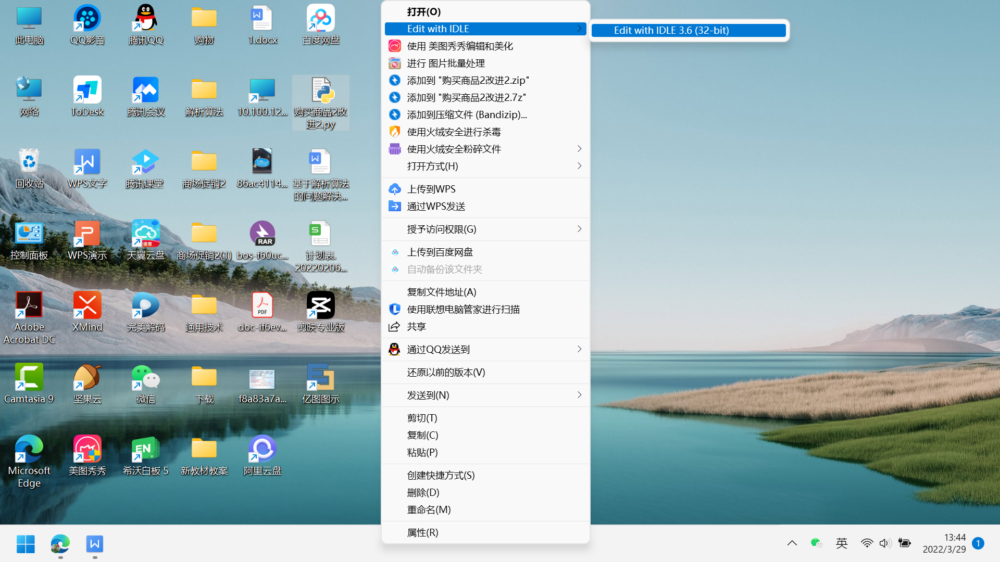 此电脑
QQ影音
腾讯QQ
购物
1.docx
百度网盘
网络
ToDesk
腾讯会议
解析算法
10.100.12...
购买商品2改
进2.py
回收站
WPS文字
腾讯课堂
商场促销2
86ac4114...
基于解析算法
的问题解决...
控制面板
WPS演示
天翼云盘
商场促销2(1)
RAR
bos-f60uc...
计划表.
20220206...
Adobe
Acrobat DC
XMind
完美解码
通用技术
PDF
doc-if6ev...
剪映专业版
Camtasia 9
坚果云
微信
下载
f8a83a7a...
亿图图示
Microsoft
Edge
美图秀秀
EN
希沃白板 5
新教材教案
阿里云盘
打开(O)
Edit with IDLE
Edit with IDLE 3.6 (32-bit)
使用 美图秀秀编辑和美化
进行 图片批量处理
添加到 "购买商品2改进2.zip"
添加到 "购买商品2改进2.7z"
添加到压缩文件 (Bandizip)...
使用火绒安全进行杀毒
使用火绒安全粉碎文件
打开方式(H)
上传到WPS
通过WPS发送
授予访问权限(G)
上传到百度网盘
自动备份该文件夹
复制文件地址(A)
使用联想电脑管家进行扫描
共享
通过QQ发送到
还原以前的版本(V)
发送到(N)
剪切(T)
复制(C)
粘贴(P)
创建快捷方式(S)
删除(D)
重命名(M)
属性(R)
英
13:44
2022/3/29
1